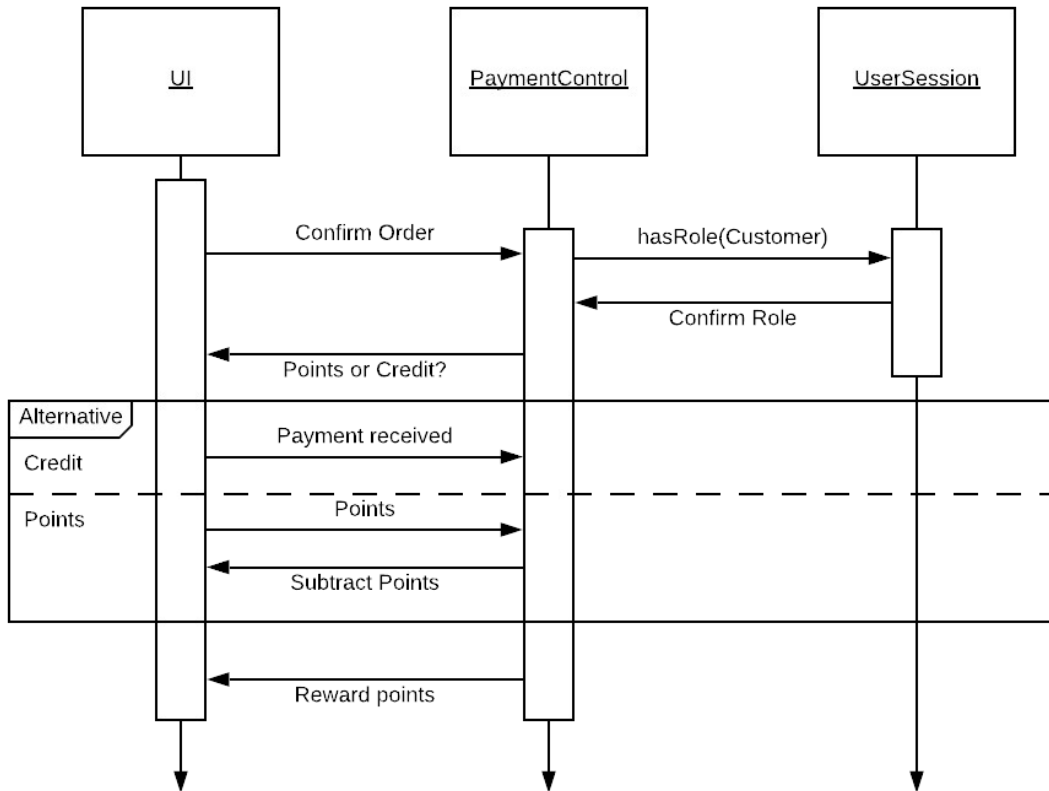 UI
PaymentControl
UserSession
Confirm Order
hasRole(Customer)
Confirm Role
Points or Credit?
Alternative
Payment received
Credit
Points
Points
Subtract Points
Reward points